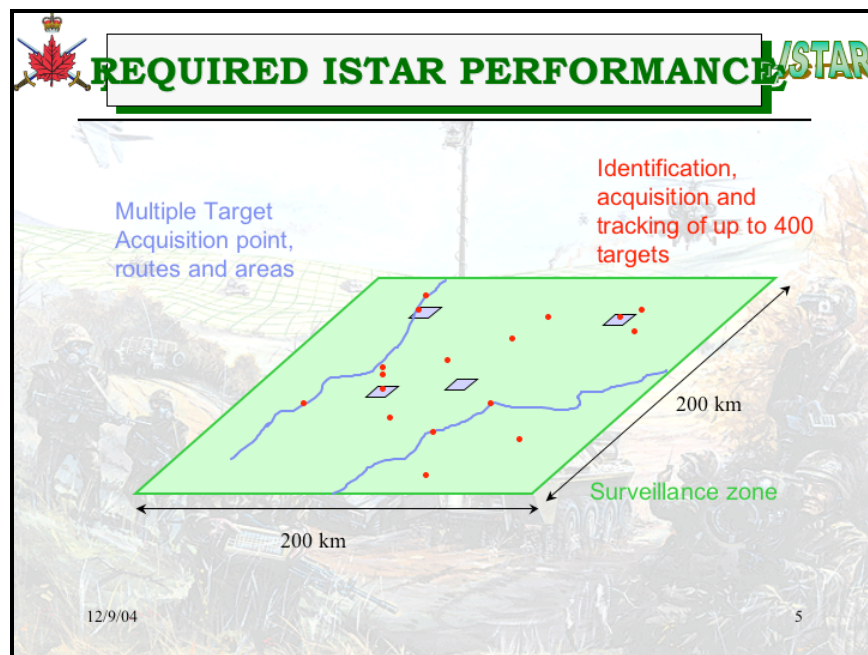 REQUIRED ISTAR PERFORMANCE
ISTAR
Multiple Target
Acquisition point,
routes and areas
Identification,
acquisition and
tracking of up to 400
targets
200 km
Surveillance zone
200 km
12/9/04
5